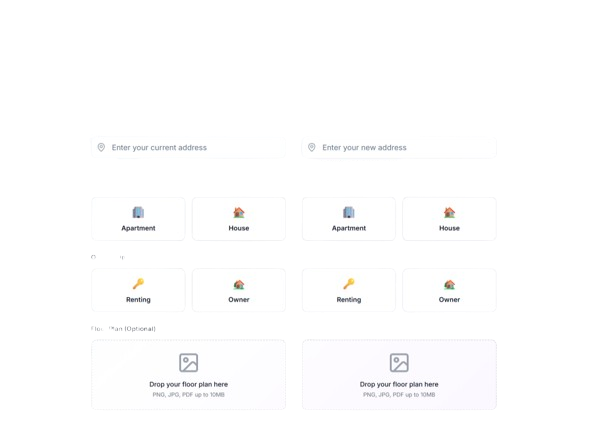 Enter your current address
Enter your new address
Apartment
House
Apartment
House
Renting
Owner
Renting
Owner
Plan (Optional)
Drop your floor plan here
PNG, JPG, PDF up to 10MB
Drop your floor plan here
PNG, JPG, PDF up to 10MB